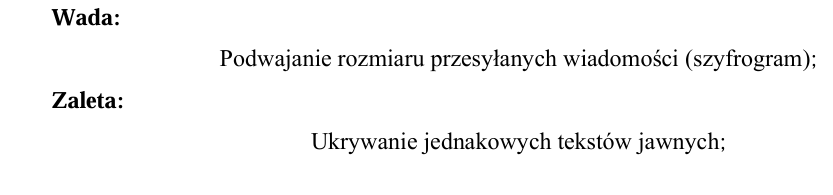 Wada:
Podwajanie rozmiaru przesyłanych wiadomości (szyfrogram);
Zaleta:
Ukrywanie jednakowych tekstów jawnych;